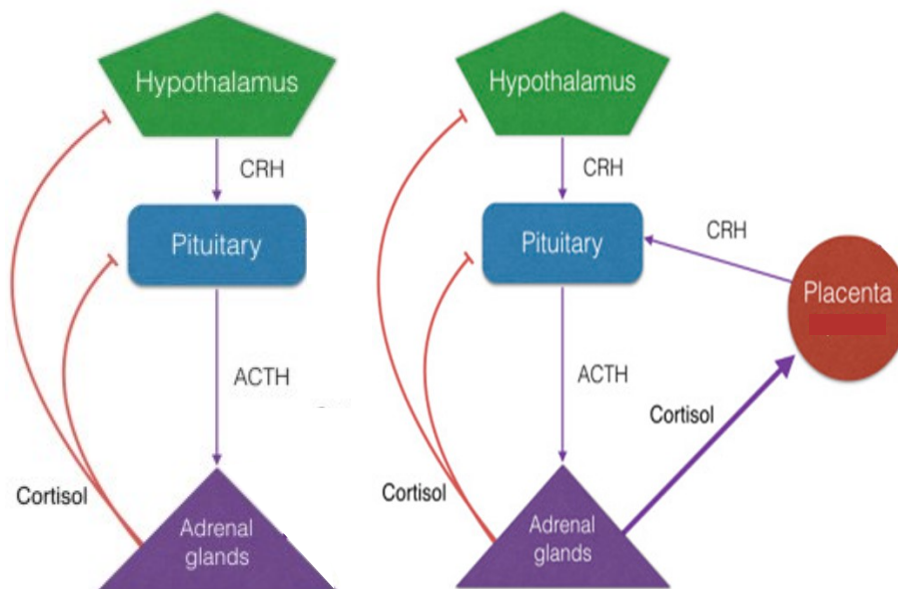 Hypothalamus
CRH
Pituitary
ACTH
Cortisol
Adrenal
glands
Hypothalamus
CRH
CRH
Pituitary
Placenta
ACTH
Cortisol
Cortisol
Adrenal
glands